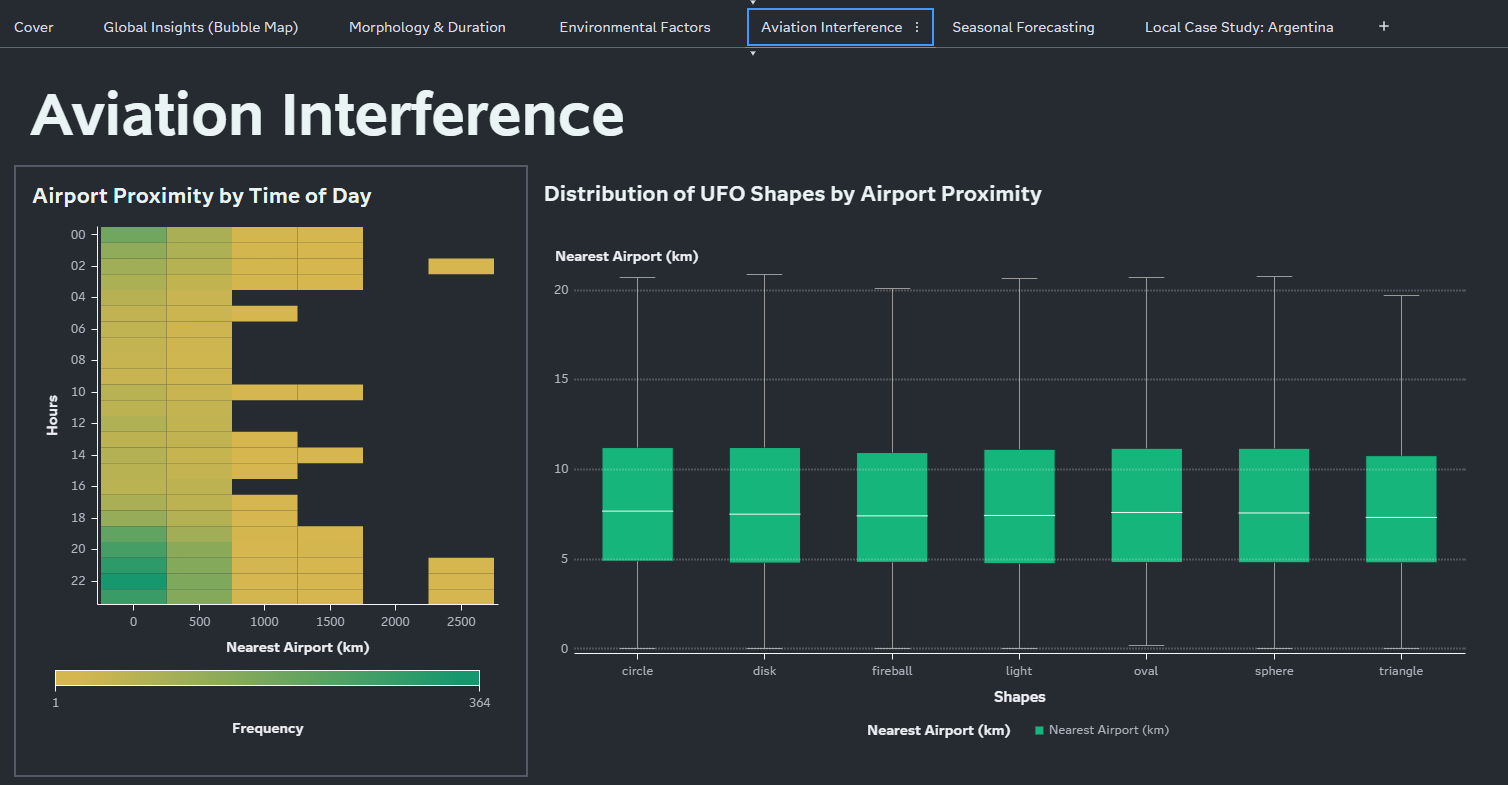 Cover Global Insights (Bubble Map) Morphology & Duration Environmental Factors Aviation Interference Seasonal Forecasting Local Case Study: Argentina +
Aviation Interference
Airport Proximity by Time of Day
00
02
04
06
08
10
12
14
16
18
20
22
Hours
0 500 1000 1500 2000 2500
Nearest Airport (km)
1 364
Frequency
Distribution of UFO Shapes by Airport Proximity
Nearest Airport (km)
20
15
10
5
0
circle disk fireball light oval sphere triangle
Shapes
Nearest Airport (km) Nearest Airport (km)